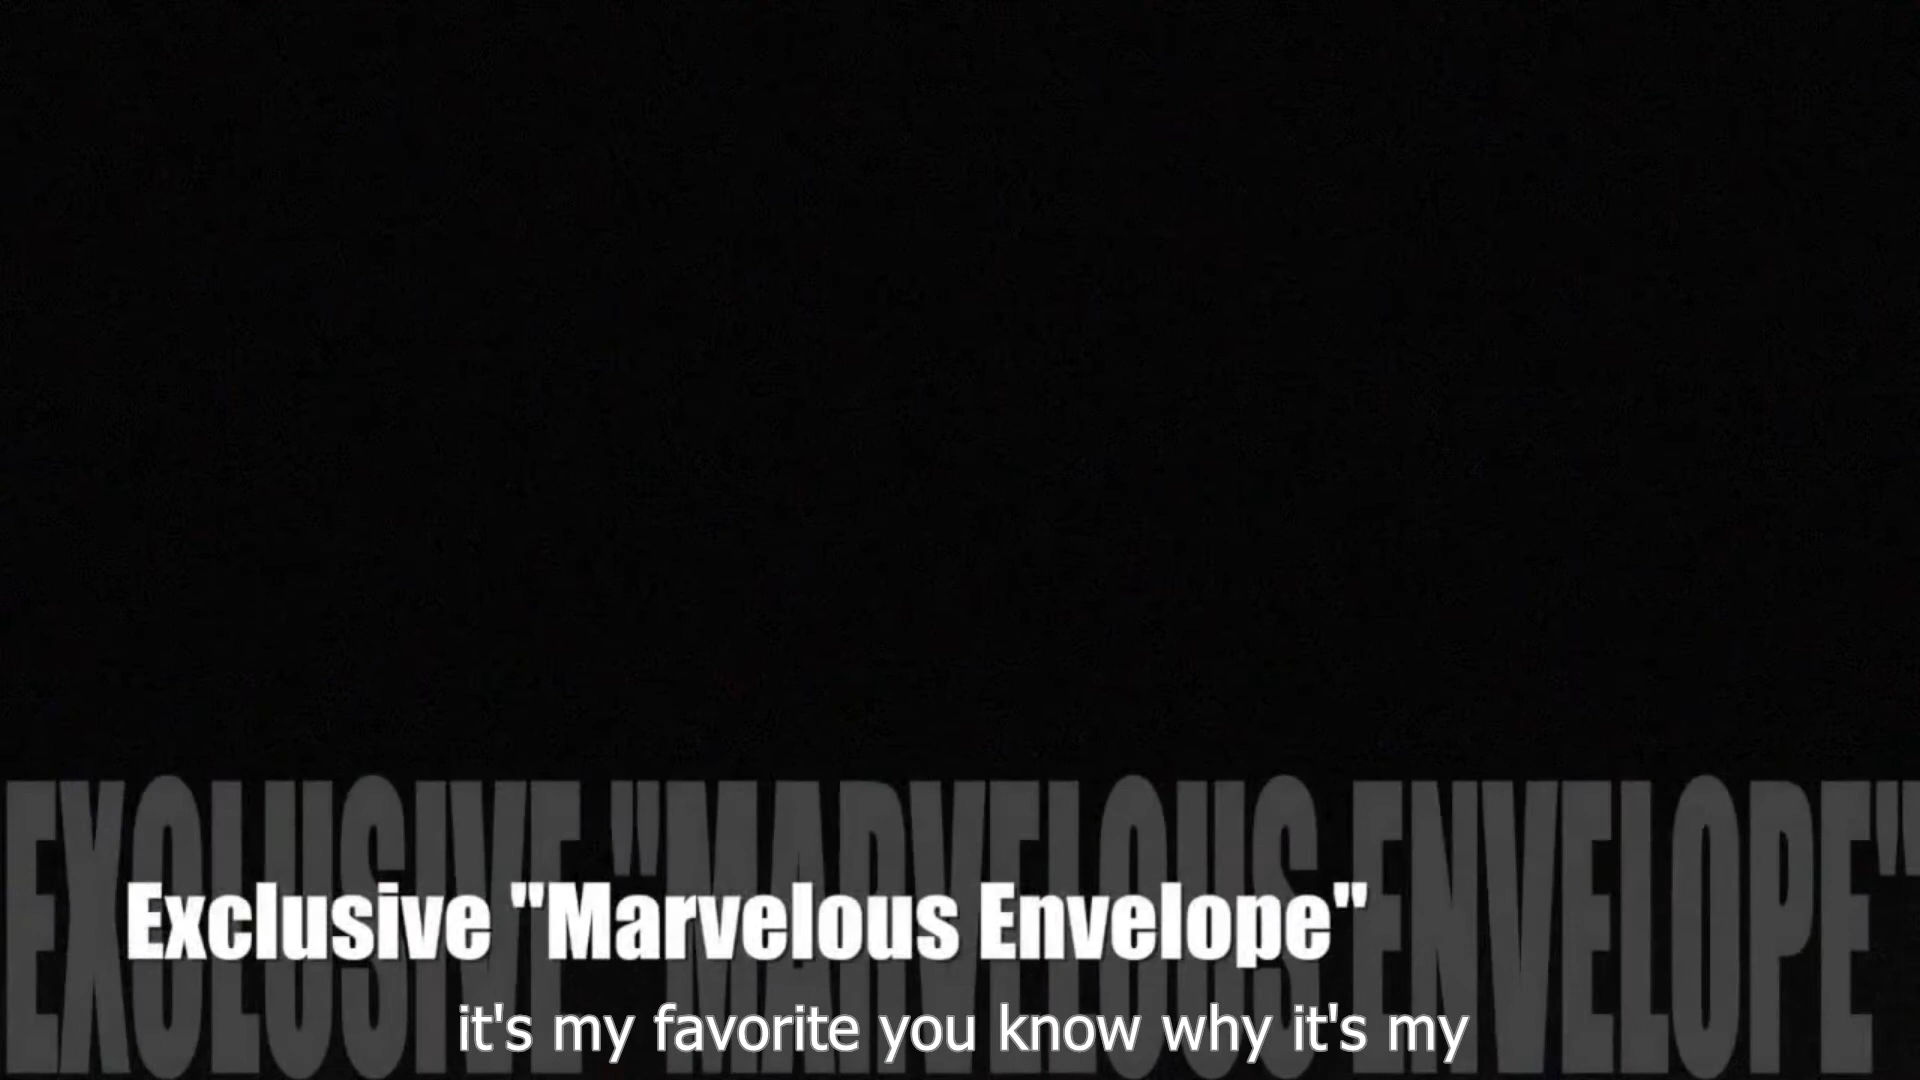 EXCLUSIVE "MARVELOUS ENVELOPE"
Exclusive "Marvelous Envelope"
it's my favorite you know why it's my